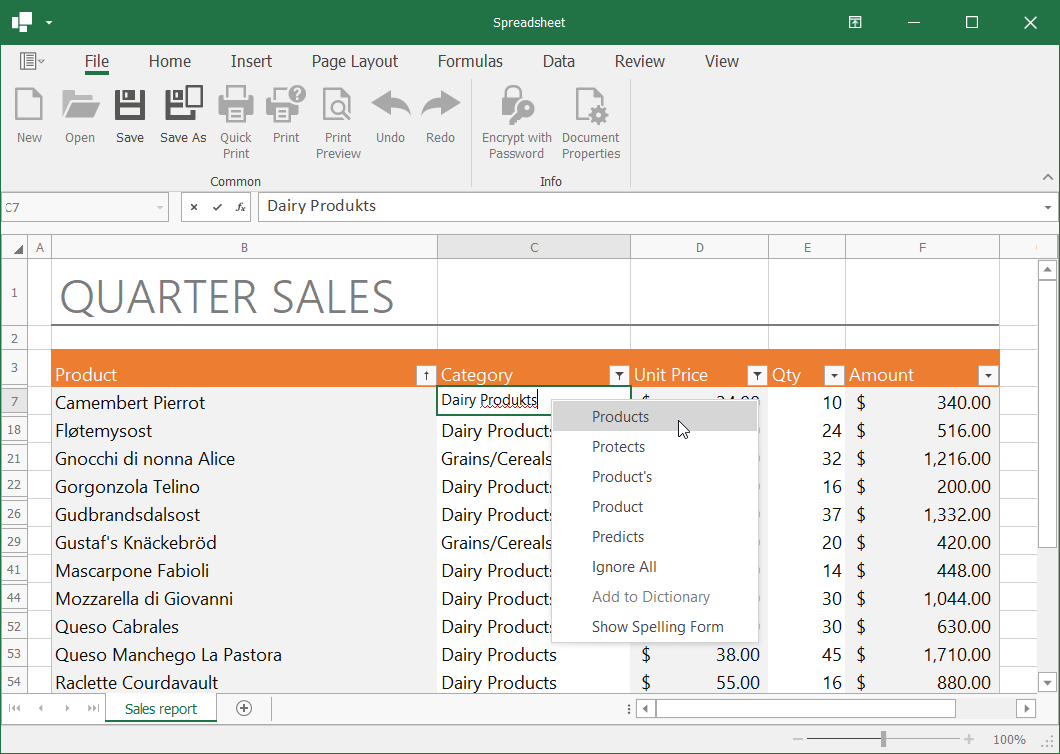 Spreadsheet
File Home Insert Page Layout Formulas Data Review View
New Open Save Save As Quick Print Print Print Preview Undo Redo Encrypt with Password Document Properties
Common Info
C7 Dairy Produkts
A B C D E F
1 QUARTER SALES
2
3 Product Category Unit Price Qty Amount
7 Camembert Pierrot Dairy Produkts $ 10 $ 340.00
18 Fløtemysost Dairy Products 24 $ 516.00
21 Gnocchi di nonna Alice Grains/Cereals 32 $ 1,216.00
22 Gorgonzola Telino Dairy Products 16 $ 200.00
26 Gudbrandsdalsost Dairy Products 37 $ 1,332.00
29 Gustaf's Knäckebröd Grains/Cereals 20 $ 420.00
41 Mascarpone Fabioli Dairy Products 14 $ 448.00
44 Mozzarella di Giovanni Dairy Products 30 $ 1,044.00
52 Queso Cabrales Dairy Products 30 $ 630.00
53 Queso Manchego La Pastora Dairy Products $ 38.00 45 $ 1,710.00
54 Raclette Courdavault Dairy Products $ 55.00 16 $ 880.00
Products
Protects
Product's
Product
Predicts
Ignore All
Add to Dictionary
Show Spelling Form
Sales report
100%